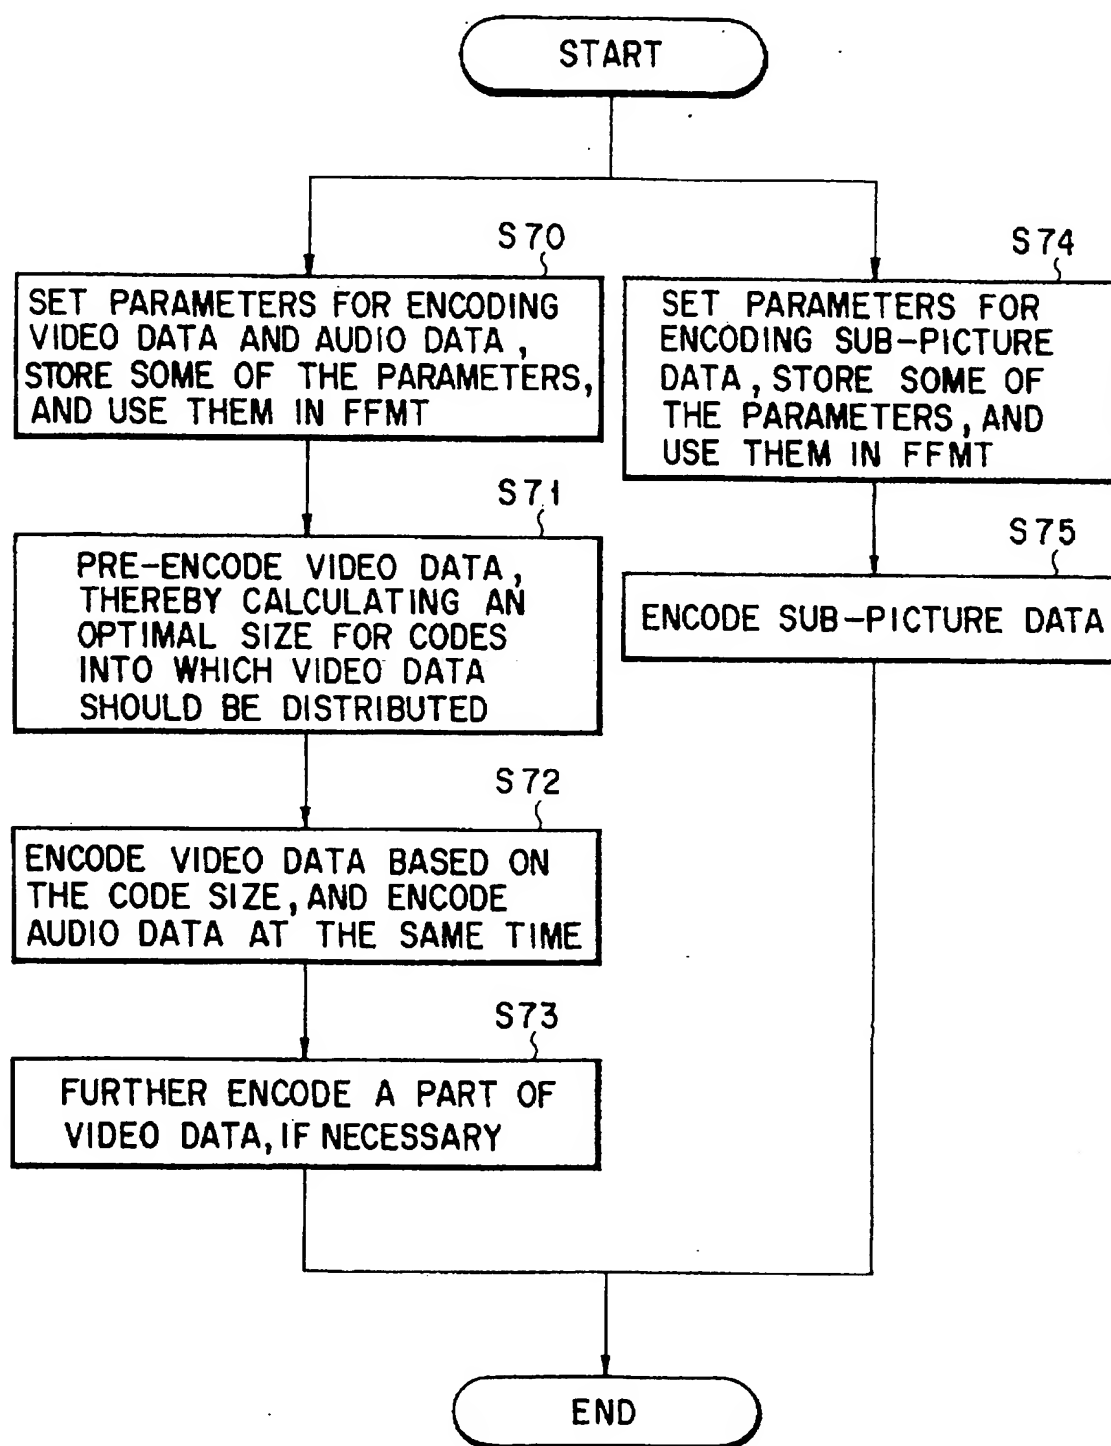 START
S70
SET PARAMETERS FOR ENCODING
VIDEO DATA AND AUDIO DATA,
STORE SOME OF THE PARAMETERS,
AND USE THEM IN FFMT
S71
PRE-ENCODE VIDEO DATA,
THEREBY CALCULATING AN
OPTIMAL SIZE FOR CODES
INTO WHICH VIDEO DATA
SHOULD BE DISTRIBUTED
S72
ENCODE VIDEO DATA BASED ON
THE CODE SIZE, AND ENCODE
AUDIO DATA AT THE SAME TIME
S73
FURTHER ENCODE A PART OF
VIDEO DATA, IF NECESSARY
S74
SET PARAMETERS FOR
ENCODING SUB-PICTURE
DATA, STORE SOME OF
THE PARAMETERS, AND
USE THEM IN FFMT
S75
ENCODE SUB-PICTURE DATA
END